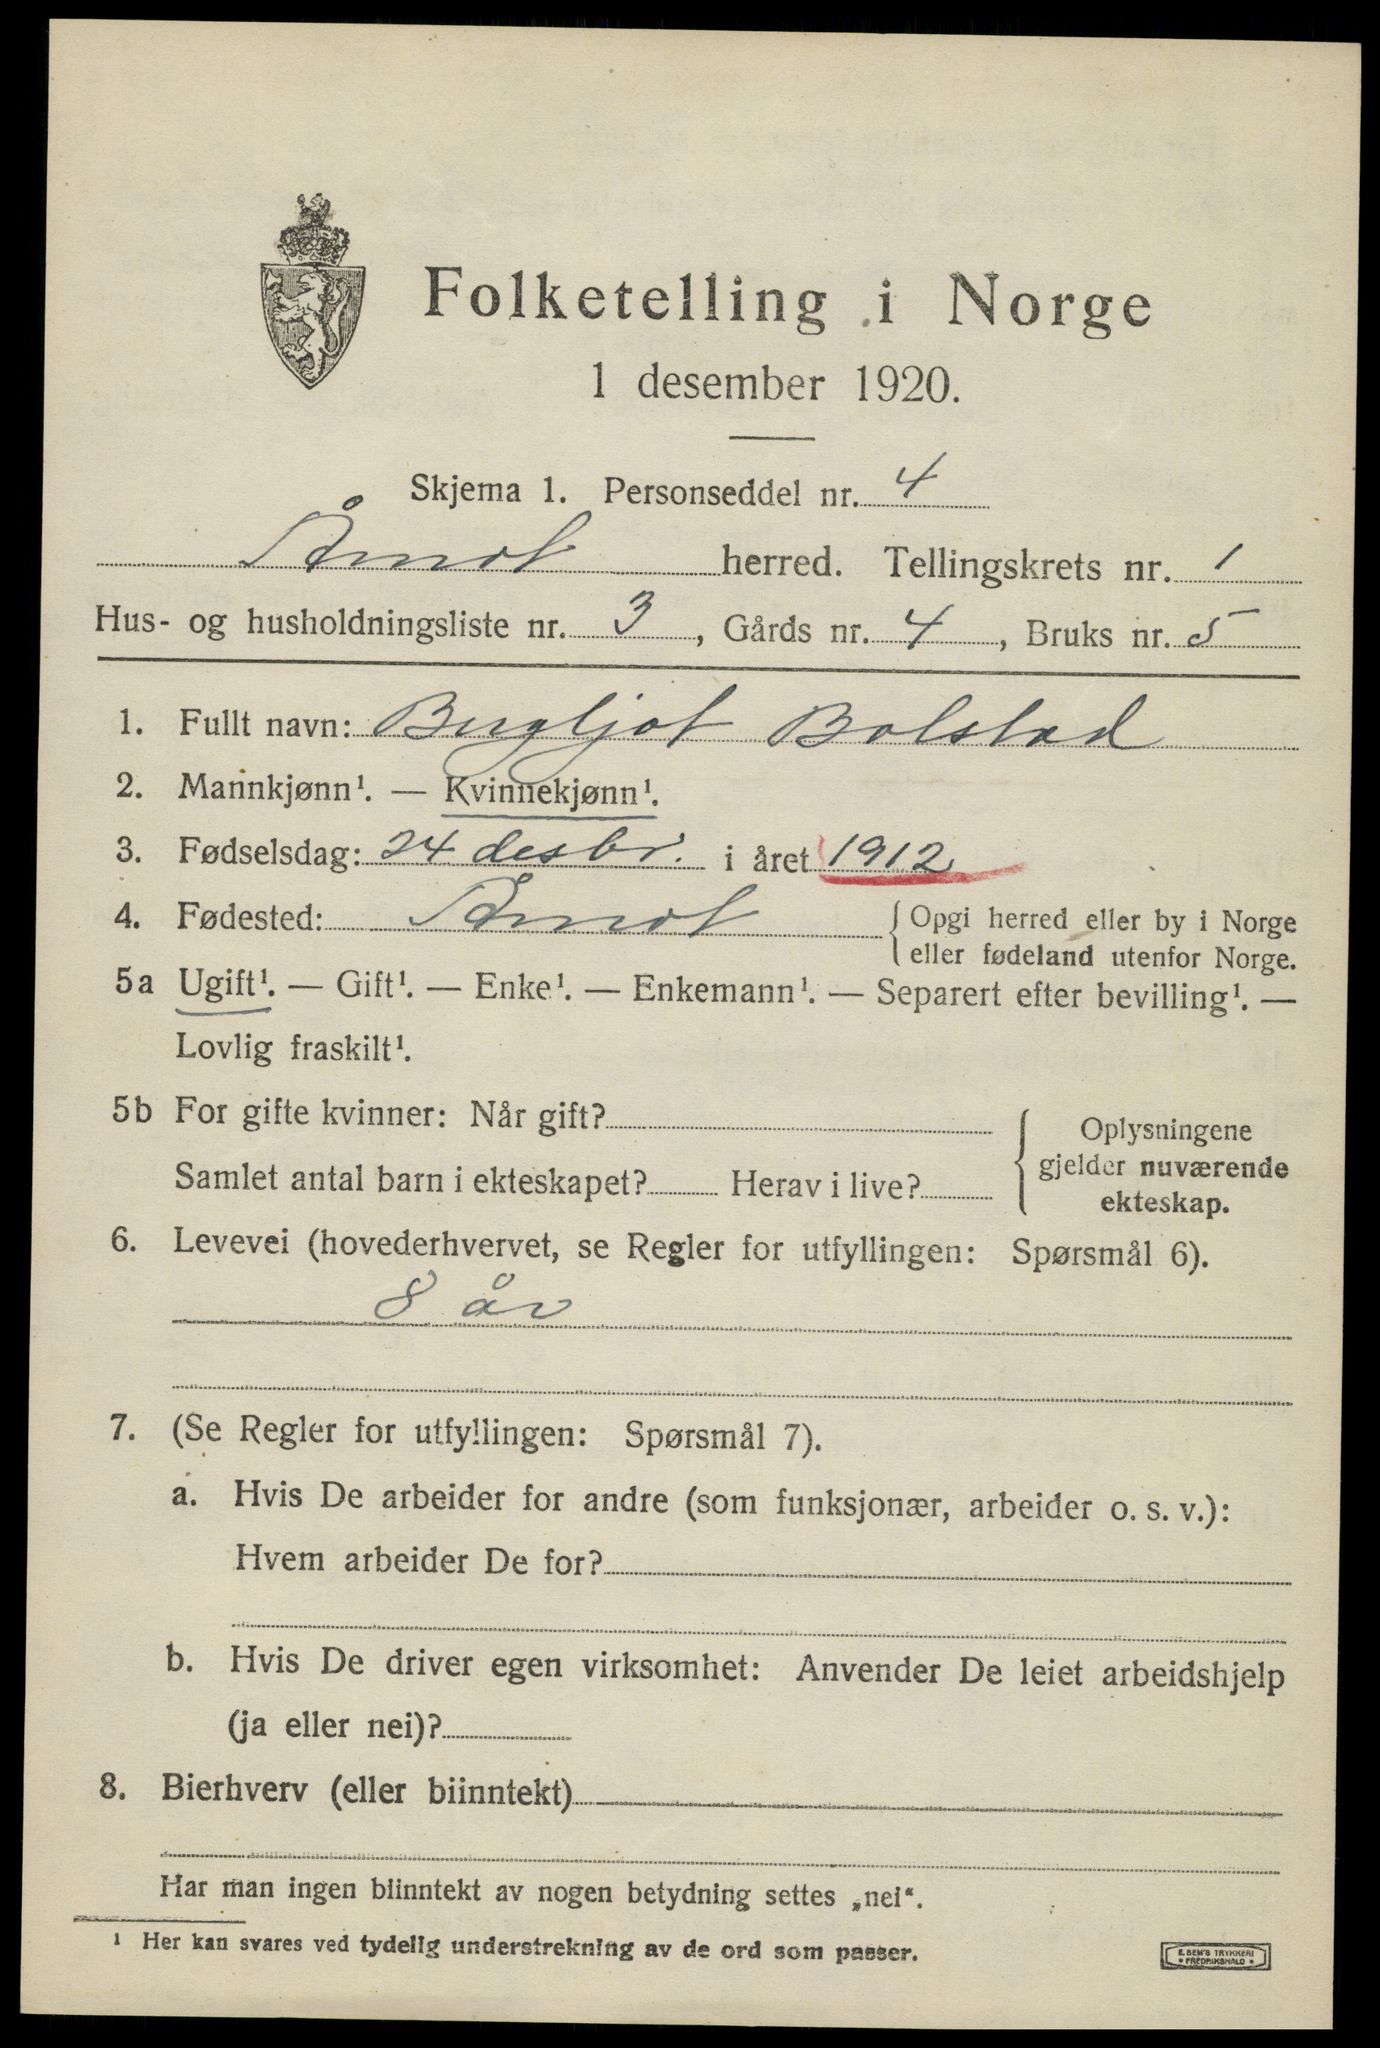 Folketelling i Norge
1 desember 1920.
Skjema 1. Personseddel nr. 4
Åmot herred. Tellingskrets nr. 1
Hus- og husholdningsliste nr. 3, Gårds nr. 4, Bruks nr. 5
1. Fullt navn: Bergljot Bolstad
2. Mannkjønn¹. — Kvinnekjønn¹.
3. Fødselsdag: 24 desbr. i året 1912
4. Fødested: Åmot { Opgi herred eller by i Norge
eller fødeland utenfor Norge.
5a Ugift¹. — Gift¹. — Enke¹. — Enkemann¹. — Separert efter bevilling¹. —
Lovlig fraskilt¹.
5b For gifte kvinner: Når gift?
Samlet antal barn i ekteskapet? Herav i live?
{ Oplysningene
gjelder nuværende
ekteskap.
6. Levevei (hovederhvervet, se Regler for utfyllingen: Spørsmål 6).
8 år
7. (Se Regler for utfyllingen: Spørsmål 7).
a. Hvis De arbeider for andre (som funksjonær, arbeider o. s. v.):
Hvem arbeider De for?
b. Hvis De driver egen virksomhet: Anvender De leiet arbeidshjelp
(ja eller nei)?
8. Bierhverv (eller biinntekt)
Har man ingen biinntekt av nogen betydning settes „nei“.
¹ Her kan svares ved tydelig understrekning av de ord som passer.
E. SEM'S TRYKKERI
• FREDRIKSHALD •